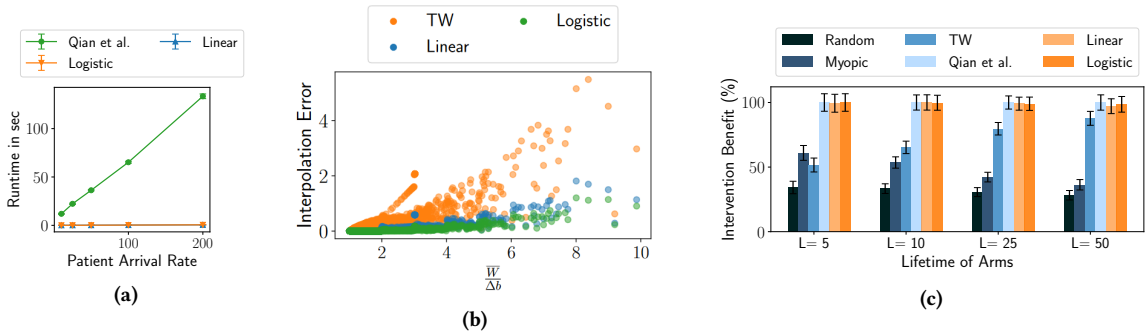 Qian et al.
Linear
Logistic
Runtime in sec
100
50
0
100
200
Patient Arrival Rate
(a)
TW
Logistic
Linear
Interpolation Error
4
2
0
2
4
6
8
10
W
Δb
(b)
Random
TW
Linear
Myopic
Qian et al.
Logistic
Intervention Benefit (%)
100
50
0
L= 5
L= 10
L= 25
L= 50
Lifetime of Arms
(c)